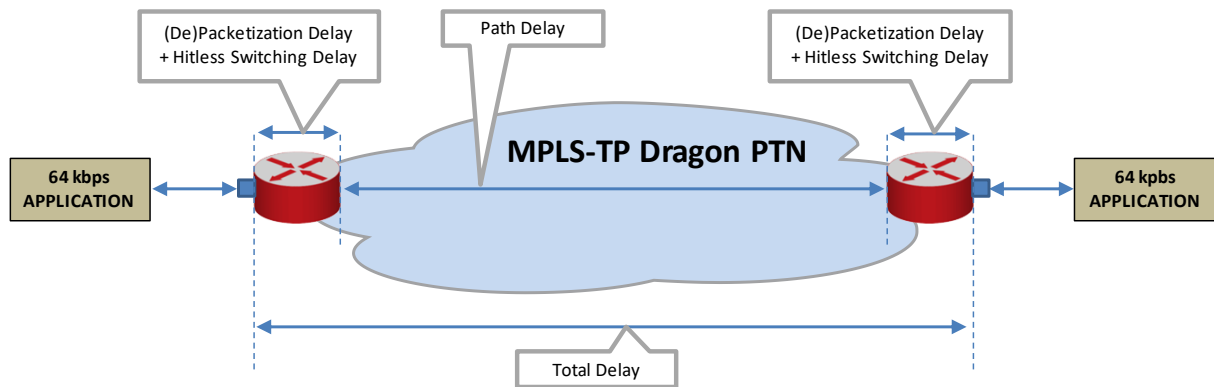 (De)Packetization Delay
+ Hitless Switching Delay
Path Delay
(De)Packetization Delay
+ Hitless Switching Delay
MPLS-TP Dragon PTN
64 kbps
APPLICATION
64 kpbs
APPLICATION
Total Delay